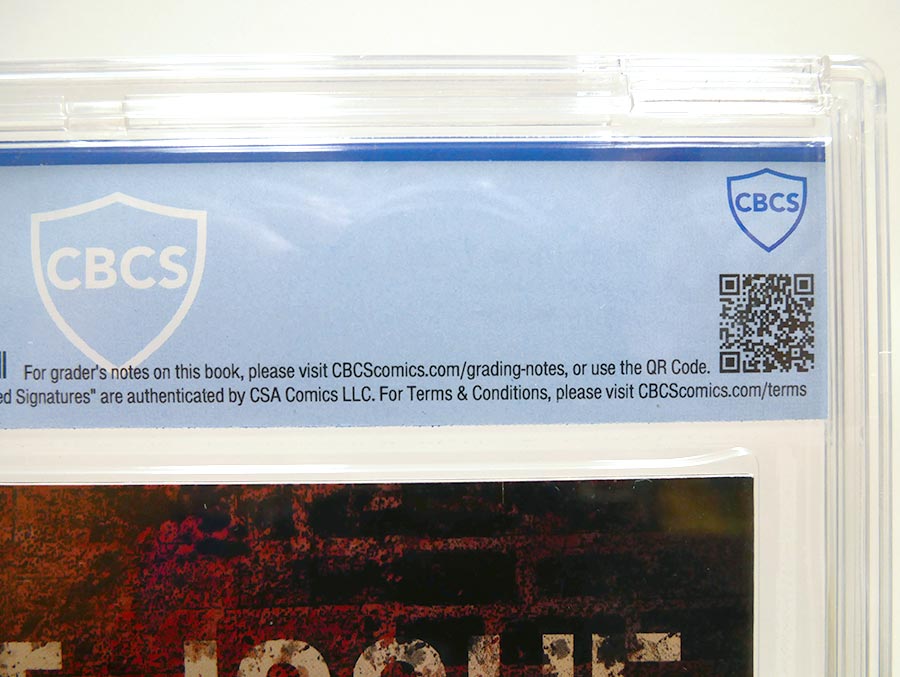 CBCS
CBCS
For grader's notes on this book, please visit CBCScomics.com/grading-notes, or use the QR Code.
ed Signatures" are authenticated by CSA Comics LLC. For Terms & Conditions, please visit CBCScomics.com/terms